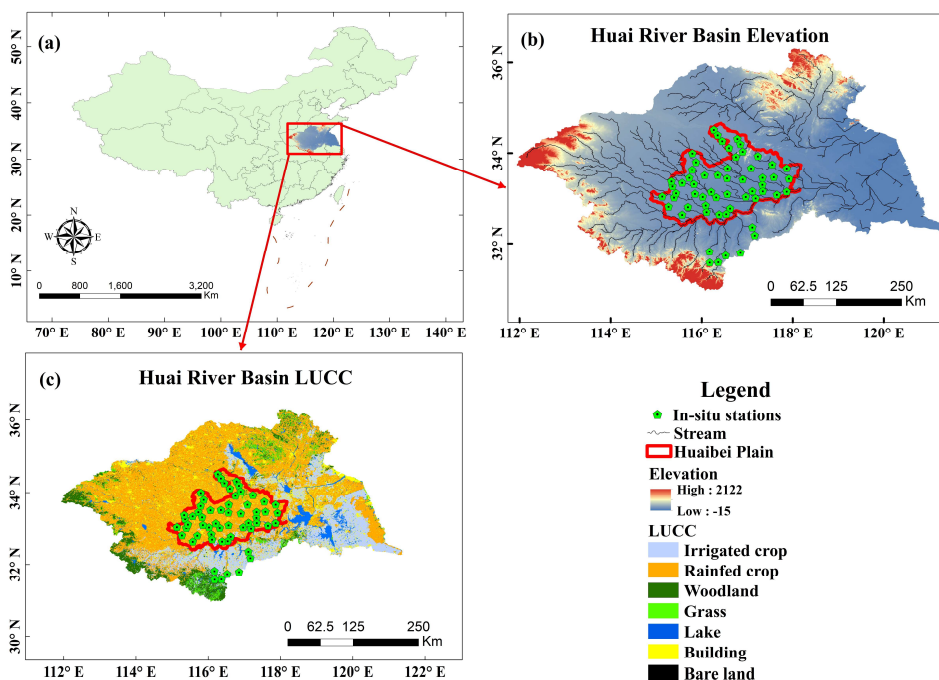 (a)
50° N
40° N
30° N
20° N
10° N
N
W E
S
0 800 1,600 3,200
Km
70° E 80° E 90° E 100° E 110° E 120° E 130° E 140° E
(b)
Huai River Basin Elevation
36° N
34° N
32° N
0 62.5 125 250
Km
112° E 114° E 116° E 118° E 120° E
(c)
Huai River Basin LUCC
36° N
34° N
32° N
30° N
0 62.5 125 250
Km
112° E 114° E 116° E 118° E 120° E 122° E
Legend
In-situ stations
Stream
Huaibei Plain
Elevation
High : 2122
Low : -15
LUCC
Irrigated crop
Rainfed crop
Woodland
Grass
Lake
Building
Bare land